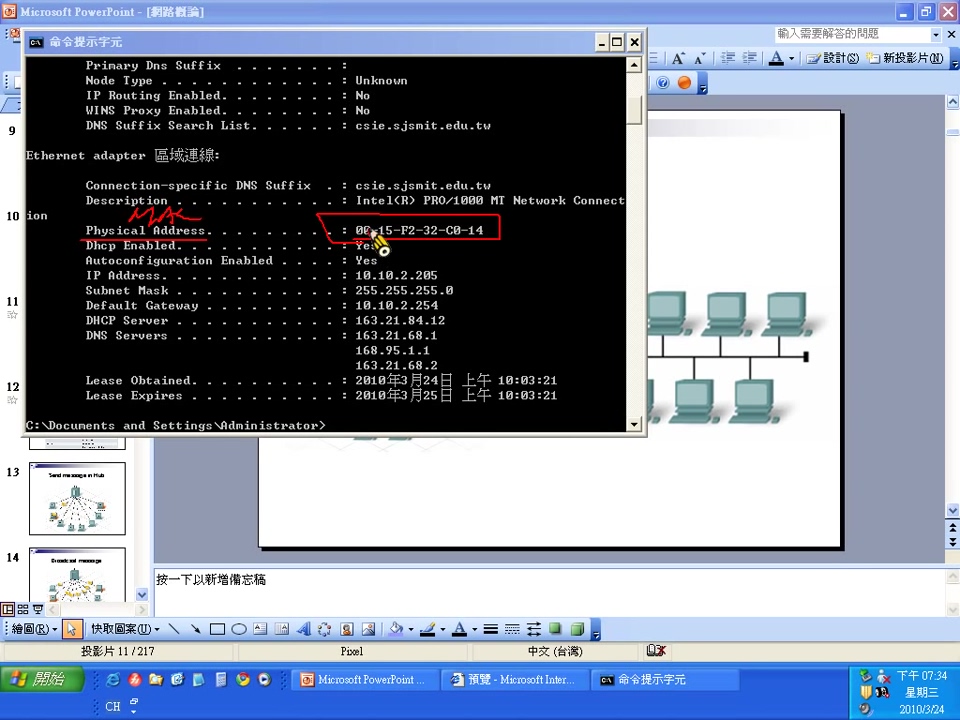 Microsoft PowerPoint - [網路概論]
命令提示字元
輸入需要解答的問題
設計(S)
新投影片(N)
Primary Dns Suffix . . . . . . . :
Node Type . . . . . . . . . . . . : Unknown
IP Routing Enabled. . . . . . . . : No
WINS Proxy Enabled. . . . . . . . : No
DNS Suffix Search List. . . . . . : csie.sjsmit.edu.tw
Ethernet adapter 區域連線:
Connection-specific DNS Suffix . : csie.sjsmit.edu.tw
Description . . . . . . . . . . . : Intel(R) PRO/1000 MT Network Connect
ion
MAC
Physical Address. . . . . . . . . : 00-15-F2-32-C0-14
Dhcp Enabled. . . . . . . . . . . : Yes
Autoconfiguration Enabled . . . . : Yes
IP Address. . . . . . . . . . . . : 10.10.2.205
Subnet Mask . . . . . . . . . . . : 255.255.255.0
Default Gateway . . . . . . . . . : 10.10.2.254
DHCP Server . . . . . . . . . . . : 163.21.84.12
DNS Servers . . . . . . . . . . . : 163.21.68.1
168.95.1.1
163.21.68.2
Lease Obtained. . . . . . . . . . : 2010年3月24日 上午 10:03:21
Lease Expires . . . . . . . . . . : 2010年3月25日 上午 10:03:21
C:\Documents and Settings\Administrator>
9
10
11
12
13
Send message in Hub
14
Broadcast message
按一下以新增備忘稿
繪圖(R)
快取圖案(U)
投影片 11 / 217
Pixel
中文 (台灣)
開始
Microsoft PowerPoint ...
預覽 - Microsoft Inter...
命令提示字元
CH
下午 07:34
星期三
2010/3/24